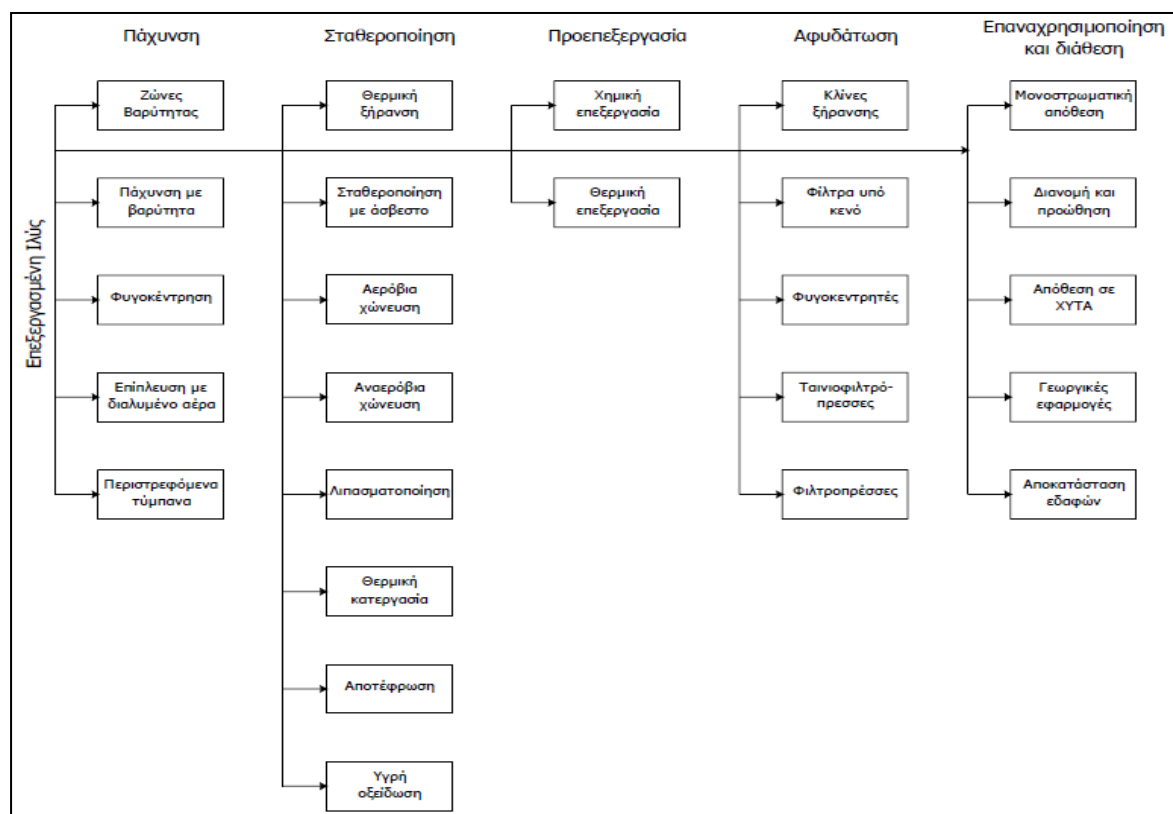 Πάχυνση
Σταθεροποίηση
Προεπεξεργασία
Αφυδάτωση
Επαναχρησιμοποίηση
και διάθεση
Επεξεργασμένη Ιλύς
Ζώνες
Βαρύτητας
Πάχυνση με
βαρύτητα
Φυγοκέντρηση
Επίπλευση με
διαλυμένο αέρα
Περιστρεφόμενα
τύμπανα
Θερμική
ξήρανση
Σταθεροποίηση
με άσβεστο
Αερόβια
χώνευση
Αναερόβια
χώνευση
Λιπασματοποίηση
Θερμική
κατεργασία
Αποτέφρωση
Υγρή
οξείδωση
Χημική
επεξεργασία
Θερμική
επεξεργασία
Κλίνες
ξήρανσης
Φίλτρα υπό
κενό
Φυγοκεντρητές
Ταινιοφιλτρό-
πρεσσες
Φιλτροπρέσσες
Μονοστρωματική
απόθεση
Διανομή και
προώθηση
Απόθεση σε
ΧΥΤΑ
Γεωργικές
εφαρμογές
Αποκατάσταση
εδαφών